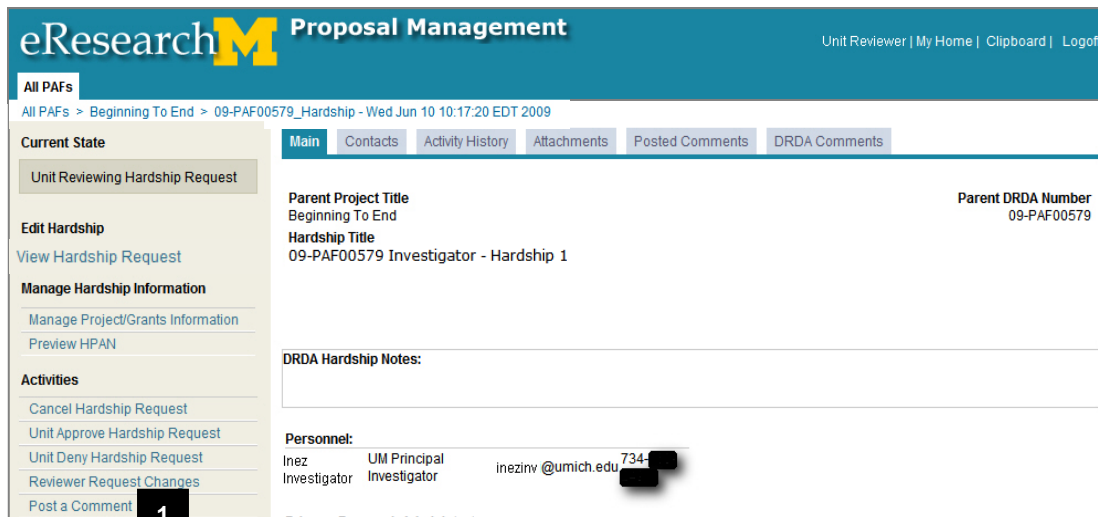 eResearch M Proposal Management
Unit Reviewer | My Home | Clipboard | Logoff
All PAFs
All PAFs > Beginning To End > 09-PAF00579_Hardship - Wed Jun 10 10:17:20 EDT 2009
Current State
Unit Reviewing Hardship Request
Edit Hardship
View Hardship Request
Manage Hardship Information
Manage Project/Grants Information
Preview HPAN
Activities
Cancel Hardship Request
Unit Approve Hardship Request
Unit Deny Hardship Request
Reviewer Request Changes
Post a Comment
1
Main Contacts Activity History Attachments Posted Comments DRDA Comments
Parent Project Title
Beginning To End
Parent DRDA Number
09-PAF00579
Hardship Title
09-PAF00579 Investigator - Hardship 1
DRDA Hardship Notes:
Personnel:
Inez Investigator
UM Principal Investigator
inezinv @umich.edu
734-